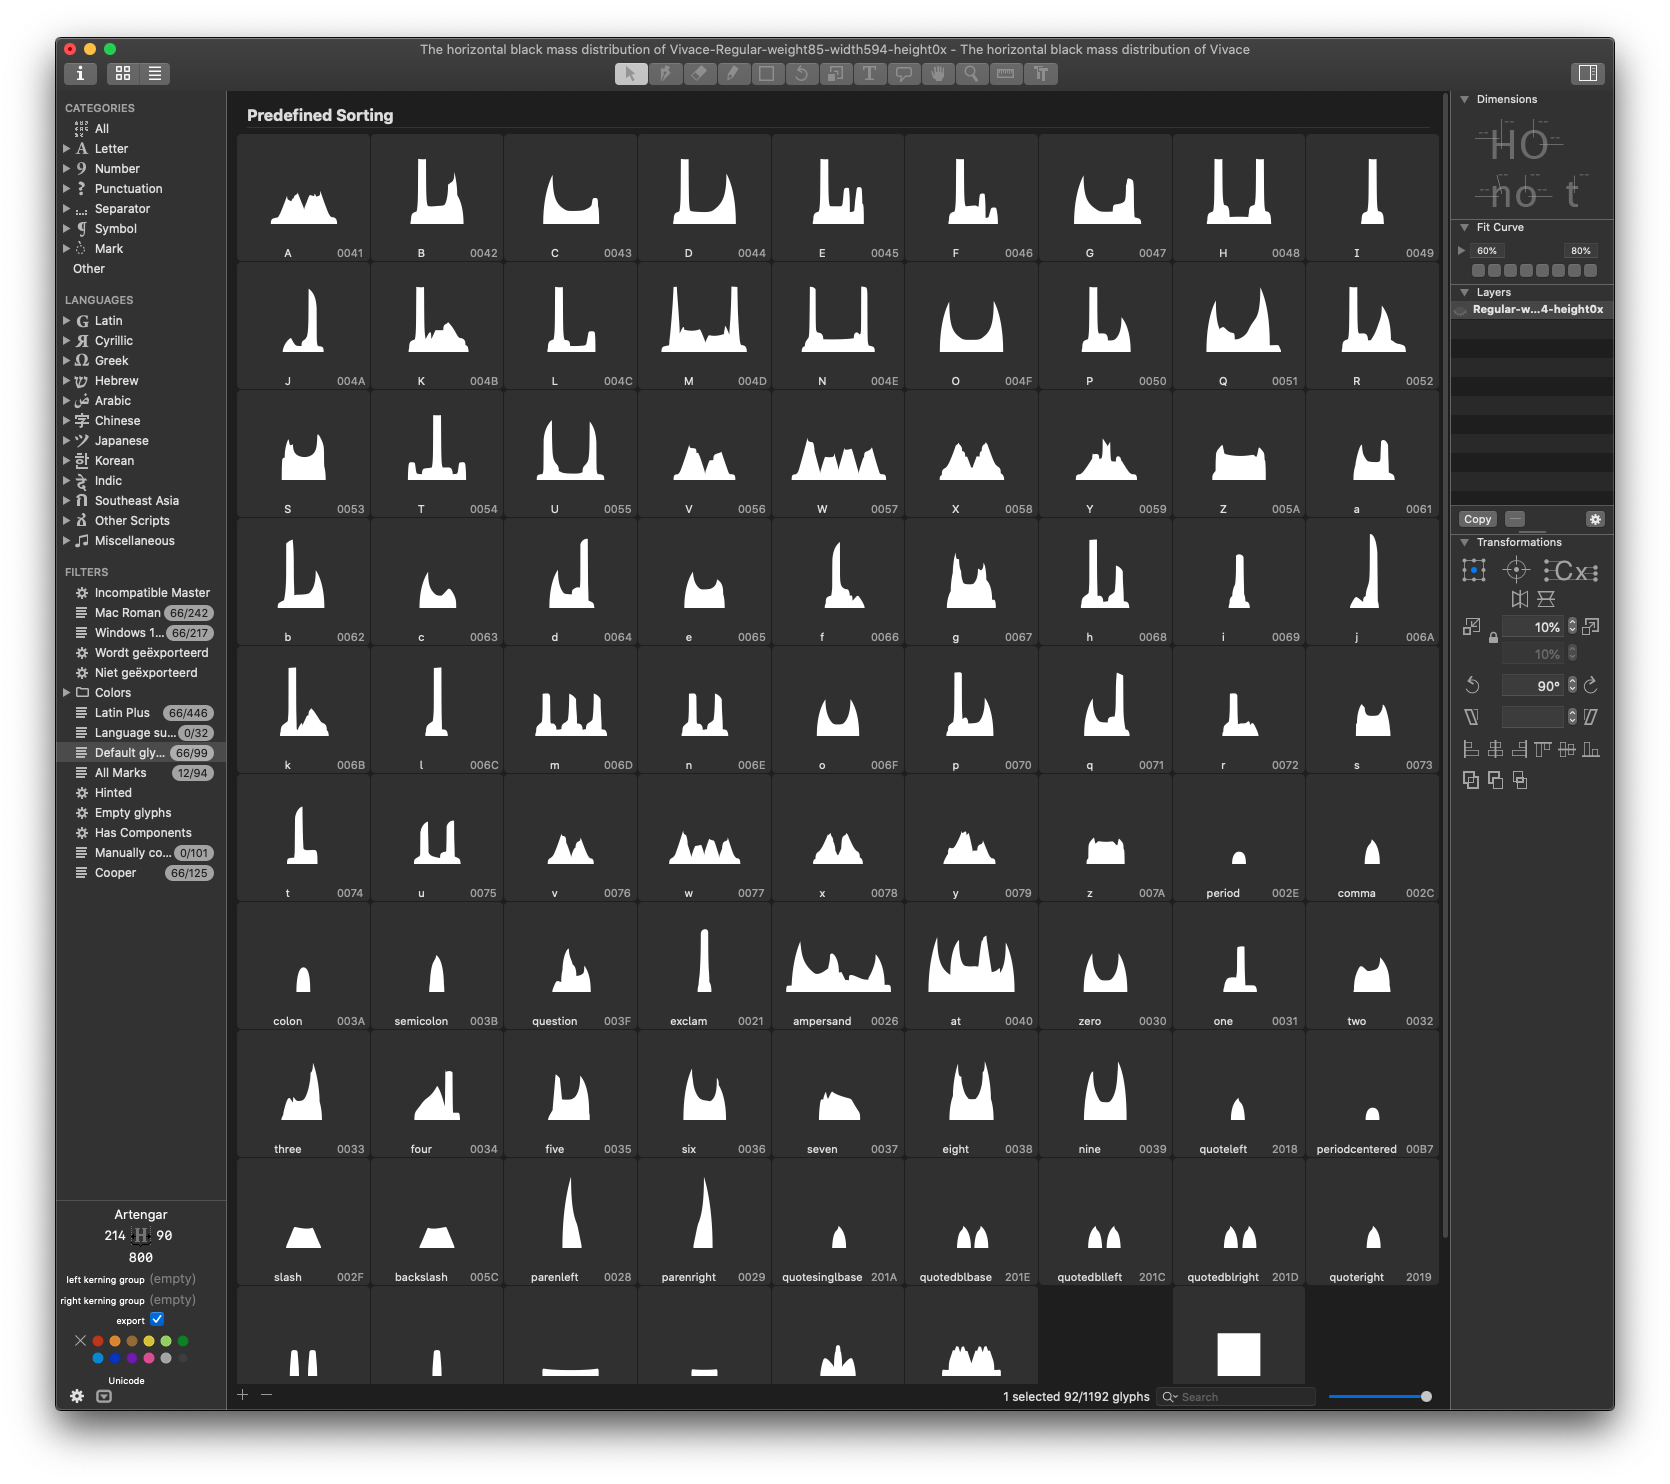 The horizontal black mass distribution of Vivace-Regular-weight85-width594-height0x - The horizontal black mass distribution of Vivace
CATEGORIES
All
Letter
Number
Punctuation
Separator
Symbol
Mark
Other
LANGUAGES
Latin
Cyrillic
Greek
Hebrew
Arabic
Chinese
Japanese
Korean
Indic
Southeast Asia
Other Scripts
Miscellaneous
FILTERS
Incompatible Master
Mac Roman 66/242
Windows 1... 66/217
Wordt geëxporteerd
Niet geëxporteerd
Colors
Latin Plus 66/446
Language su... 0/32
Default gly... 66/99
All Marks 12/94
Hinted
Empty glyphs
Has Components
Manually co... 0/101
Cooper 66/125
Artengar
214 H 90
800
left kerning group (empty)
right kerning group (empty)
export
Unicode
Predefined Sorting
A 0041 B 0042 C 0043 D 0044 E 0045 F 0046 G 0047 H 0048 I 0049
J 004A K 004B L 004C M 004D N 004E O 004F P 0050 Q 0051 R 0052
S 0053 T 0054 U 0055 V 0056 W 0057 X 0058 Y 0059 Z 005A a 0061
b 0062 c 0063 d 0064 e 0065 f 0066 g 0067 h 0068 i 0069 j 006A
k 006B l 006C m 006D n 006E o 006F p 0070 q 0071 r 0072 s 0073
t 0074 u 0075 v 0076 w 0077 x 0078 y 0079 z 007A period 002E comma 002C
colon 003A semicolon 003B question 003F exclam 0021 ampersand 0026 at 0040 zero 0030 one 0031 two 0032
three 0033 four 0034 five 0035 six 0036 seven 0037 eight 0038 nine 0039 quoteleft 2018 periodcentered 00B7
slash 002F backslash 005C parenleft 0028 parenright 0029 quotesinglbase 201A quotedblbase 201E quotedblleft 201C quotedblright 201D quoteright 2019
1 selected 92/1192 glyphs
Search
Dimensions
HO
no t
Fit Curve
60% 80%
Layers
Regular-w...4-height0x
Copy
Transformations
Cx
10%
10%
90°